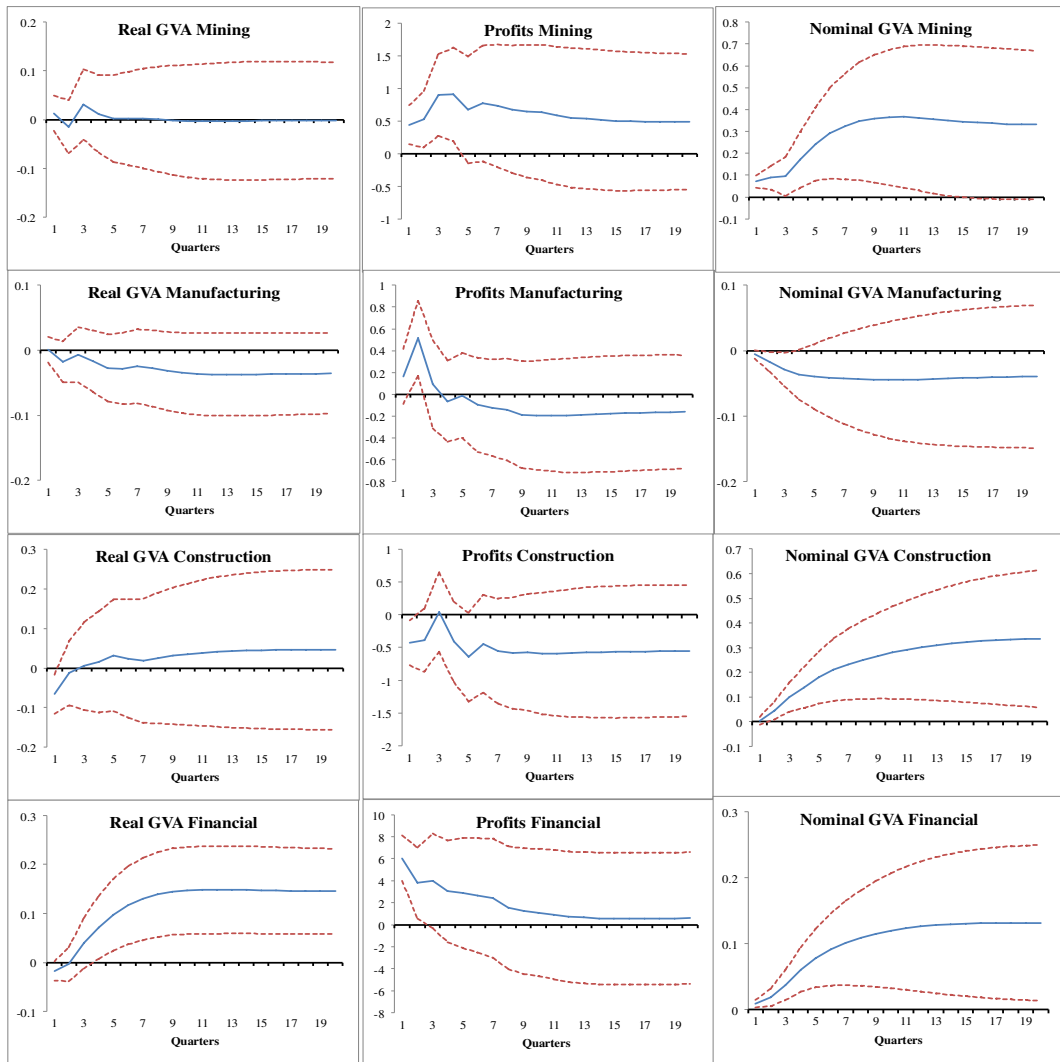 Real GVA Mining
0.2
0.1
0
-0.1
-0.2
1 3 5 7 9 11 13 15 17 19
Quarters
Profits Mining
2
1.5
1
0.5
0
-0.5
-1
1 3 5 7 9 11 13 15 17 19
Quarters
Nominal GVA Mining
0.8
0.7
0.6
0.5
0.4
0.3
0.2
0.1
0
-0.1
1 3 5 7 9 11 13 15 17 19
Quarters
Real GVA Manufacturing
0.1
0
-0.1
-0.2
1 3 5 7 9 11 13 15 17 19
Quarters
Profits Manufacturing
1
0.8
0.6
0.4
0.2
0
-0.2
-0.4
-0.6
-0.8
1 3 5 7 9 11 13 15 17 19
Quarters
Nominal GVA Manufacturing
0.1
0
-0.1
-0.2
1 3 5 7 9 11 13 15 17 19
Quarters
Real GVA Construction
0.3
0.2
0.1
0
-0.1
-0.2
1 3 5 7 9 11 13 15 17 19
Quarters
Profits Construction
1
0.5
0
-0.5
-1
-1.5
-2
1 3 5 7 9 11 13 15 17 19
Quarters
Nominal GVA Construction
0.7
0.6
0.5
0.4
0.3
0.2
0.1
0
-0.1
1 3 5 7 9 11 13 15 17 19
Quarters
Real GVA Financial
0.3
0.2
0.1
0
-0.1
1 3 5 7 9 11 13 15 17 19
Quarters
Profits Financial
10
8
6
4
2
0
-2
-4
-6
-8
1 3 5 7 9 11 13 15 17 19
Quarters
Nominal GVA Financial
0.3
0.2
0.1
0
1 3 5 7 9 11 13 15 17 19
Quarters